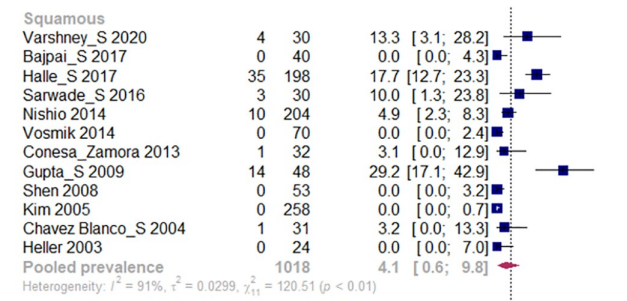 Squamous
Varshney_S 2020 4 30 13.3 [ 3.1; 28.2]
Bajpai_S 2017 0 40 0.0 [ 0.0; 4.3]
Halle_S 2017 35 198 17.7 [12.7; 23.3]
Sarwade_S 2016 3 30 10.0 [ 1.3; 23.8]
Nishio 2014 10 204 4.9 [ 2.3; 8.3]
Vosmik 2014 0 70 0.0 [ 0.0; 2.4]
Conesa_Zamora 2013 1 32 3.1 [ 0.0; 12.9]
Gupta_S 2009 14 48 29.2 [17.1; 42.9]
Shen 2008 0 53 0.0 [ 0.0; 3.2]
Kim 2005 0 258 0.0 [ 0.0; 0.7]
Chavez Blanco_S 2004 1 31 3.2 [ 0.0; 13.3]
Heller 2003 0 24 0.0 [ 0.0; 7.0]
Pooled prevalence 1018 4.1 [ 0.6; 9.8]
Heterogeneity: I² = 91%, τ² = 0.0299, χ²₁₁ = 120.51 (p < 0.01)